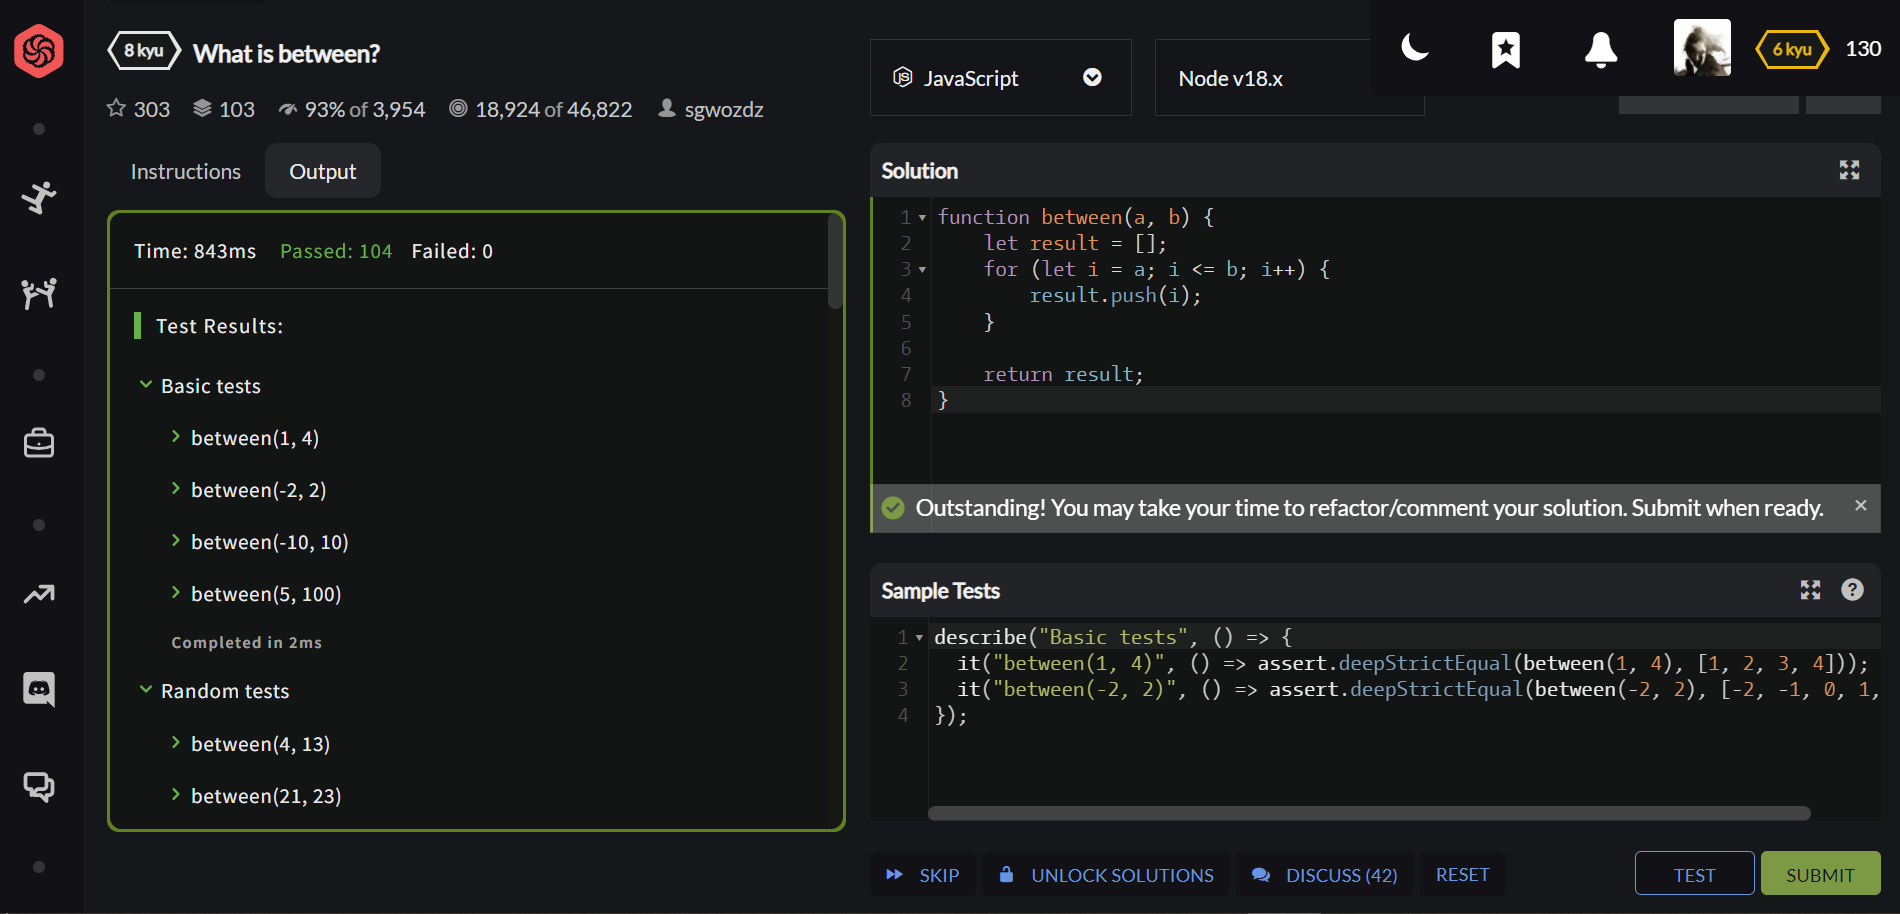 8 kyu What is between?
303 103 93% of 3,954 18,924 of 46,822 sgwozdz
JavaScript
Node v18.x
6 kyu 130
Instructions Output
Time: 843ms Passed: 104 Failed: 0
Test Results:
Basic tests
between(1, 4)
between(-2, 2)
between(-10, 10)
between(5, 100)
Completed in 2ms
Random tests
between(4, 13)
between(21, 23)
Solution
1 function between(a, b) {
2     let result = [];
3     for (let i = a; i <= b; i++) {
4         result.push(i);
5     }
6
7     return result;
8 }
Outstanding! You may take your time to refactor/comment your solution. Submit when ready. ×
Sample Tests ?
1 describe("Basic tests", () => {
2   it("between(1, 4)", () => assert.deepStrictEqual(between(1, 4), [1, 2, 3, 4]));
3   it("between(-2, 2)", () => assert.deepStrictEqual(between(-2, 2), [-2, -1, 0, 1,
4 });
SKIP UNLOCK SOLUTIONS DISCUSS (42) RESET TEST SUBMIT